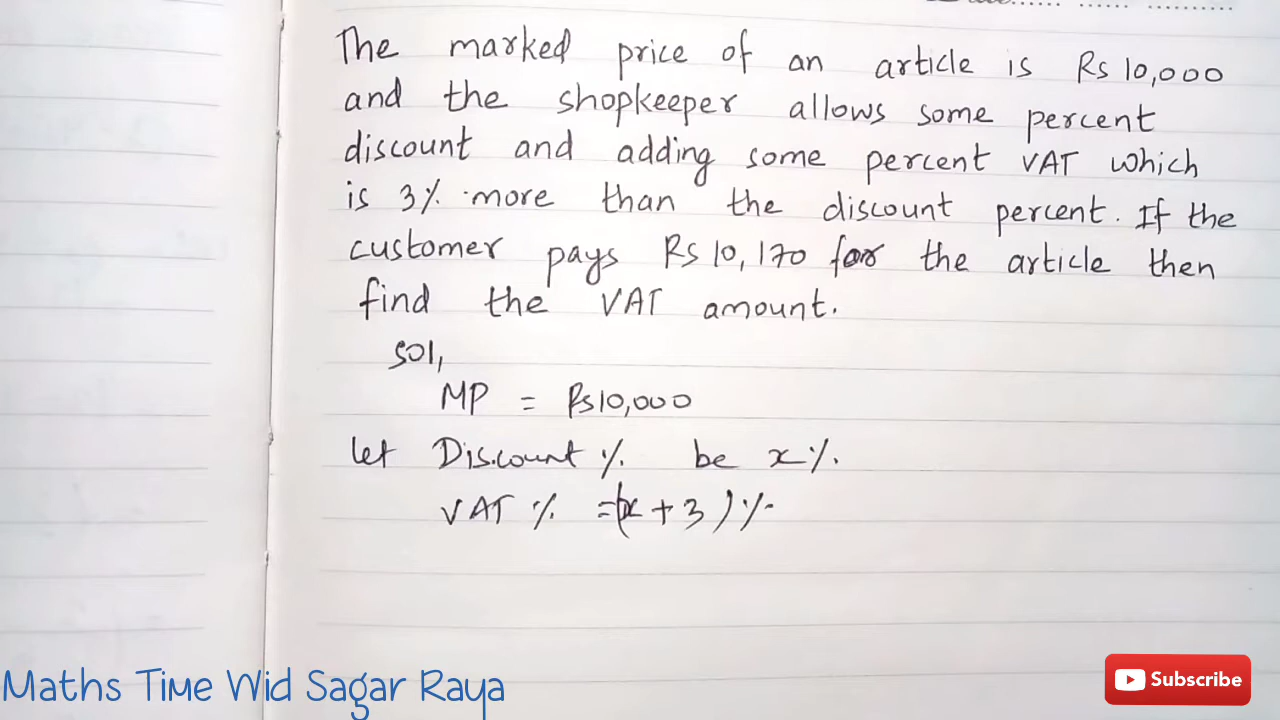 The marked price of an article is Rs 10,000
and the shopkeeper allows some percent
discount and adding some percent VAT which
is 3% more than the discount percent. If the
customer pays Rs 10,170 for the article then
find the VAT amount.
sol,
MP = Rs 10,000
let Discount % be x%.
VAT % = (x + 3)%
Maths Time Wid Sagar Raya
Subscribe